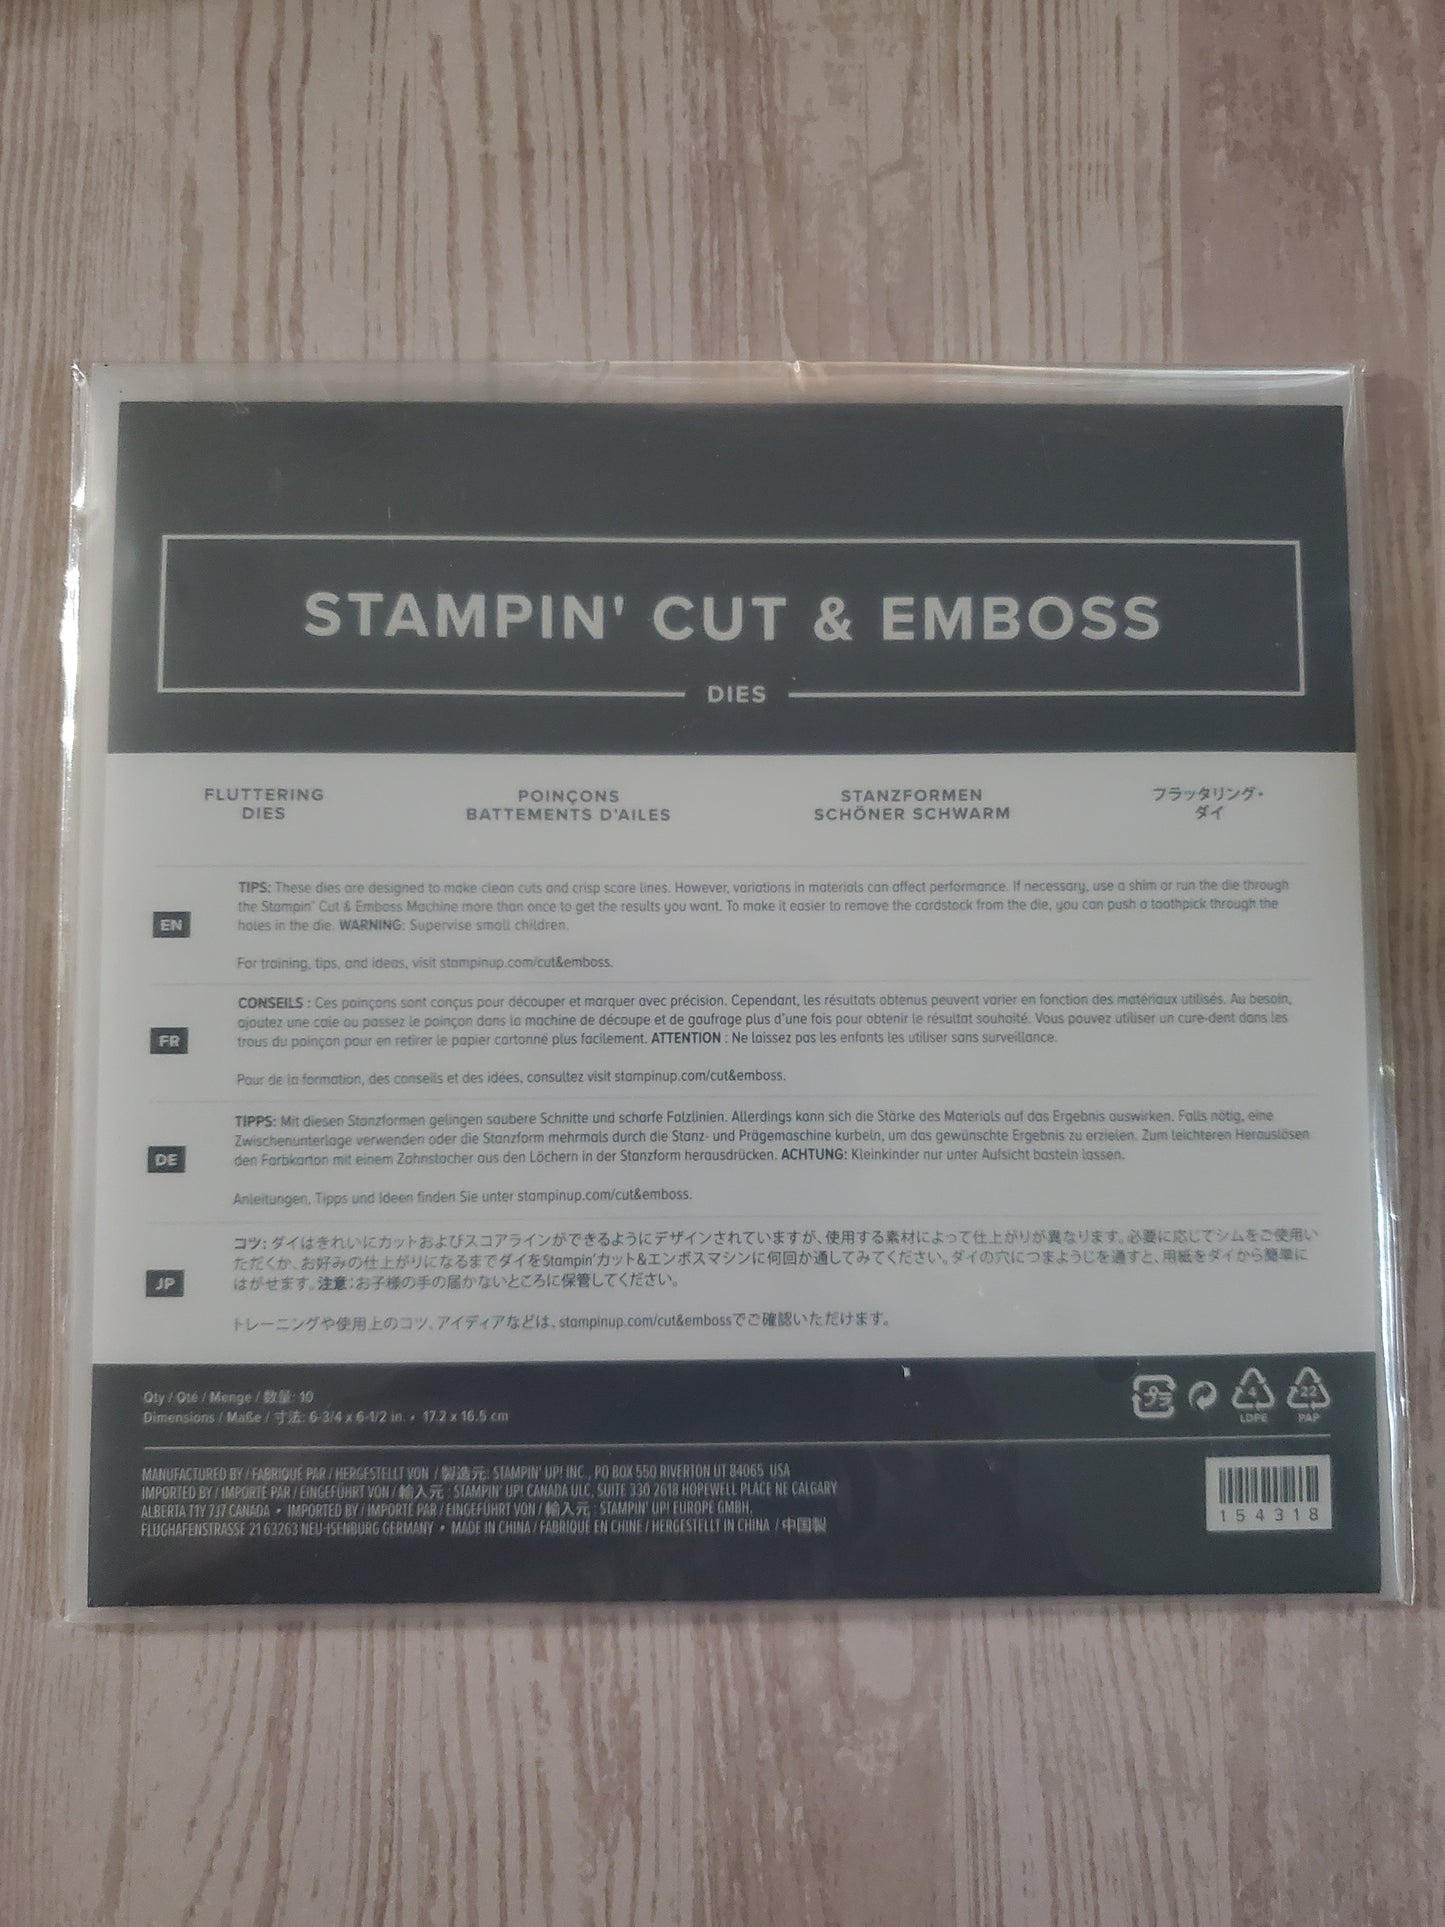 STAMPIN' CUT & EMBOSS
DIES
FLUTTERING
DIES
POINÇONS
BATTEMENTS D'AILES
STANZFORMEN
SCHÖNER SCHWARM
フラッタリング・
ダイ
EN
TIPS: These dies are designed to make clean cuts and crisp score lines. However, variations in materials can affect performance. If necessary, use a shim or run the die through
the Stampin' Cut & Emboss Machine more than once to get the results you want. To make it easier to remove the cardstock from the die, you can push a toothpick through the
holes in the die. WARNING: Supervise small children.
For training, tips, and ideas, visit stampinup.com/cut&emboss.
FR
CONSEILS : Ces poinçons sont conçus pour découper et marquer avec précision. Cependant, les résultats obtenus peuvent varier en fonction des matériaux utilisés. Au besoin,
ajoutez une cale ou passez le poinçon dans la machine de découpe et de gaufrage plus d'une fois pour obtenir le résultat souhaité. Vous pouvez utiliser un cure-dent dans les
trous du poinçon pour en retirer le papier cartonné plus facilement. ATTENTION : Ne laissez pas les enfants les utiliser sans surveillance.
Pour de la formation, des conseils et des idées, consultez visit stampinup.com/cut&emboss.
DE
TIPPS: Mit diesen Stanzformen gelingen saubere Schnitte und scharfe Falzlinien. Allerdings kann sich die Stärke des Materials auf das Ergebnis auswirken. Falls nötig, eine
Zwischenunterlage verwenden oder die Stanzform mehrmals durch die Stanz- und Prägemaschine kurbeln, um das gewünschte Ergebnis zu erzielen. Zum leichteren Herauslösen
den Farbkarton mit einem Zahnstocher aus den Löchern in der Stanzform herausdrücken. ACHTUNG: Kleinkinder nur unter Aufsicht basteln lassen.
Anleitungen, Tipps und Ideen finden Sie unter stampinup.com/cut&emboss.
JP
コツ: ダイはきれいにカットおよびスコアラインができるようにデザインされていますが、使用する素材によって仕上がりが異なります。必要に応じてシムをご使用い
ただくか、お好みの仕上がりになるまでダイをStampin'カット&エンボスマシンに何回か通してみてください。ダイの穴につまようじを通すと、用紙をダイから簡単に
はがせます。注意:お子様の手の届かないところに保管してください。
トレーニングや使用上のコツ、アイディアなどは、stampinup.com/cut&embossでご確認いただけます。
Qty / Qté / Menge / 数量: 10
Dimensions / Maße / 寸法: 6-3/4 x 6-1/2 in. • 17.2 x 16.5 cm
プラ
4
LDPE
22
PAP
MANUFACTURED BY / FABRIQUÉ PAR / HERGESTELLT VON / 製造元: STAMPIN' UP! INC., PO BOX 550 RIVERTON UT 84065 USA
IMPORTED BY / IMPORTÉ PAR / EINGEFÜHRT VON / 輸入元 : STAMPIN' UP! CANADA ULC, SUITE 330 2618 HOPEWELL PLACE NE CALGARY
ALBERTA T1Y 7J7 CANADA • IMPORTED BY / IMPORTÉ PAR / EINGEFÜHRT VON / 輸入元 : STAMPIN' UP! EUROPE GMBH,
FLUGHAFENSTRASSE 21 63263 NEU-ISENBURG GERMANY • MADE IN CHINA / FABRIQUÉ EN CHINE / HERGESTELLT IN CHINA / 中国製
154318